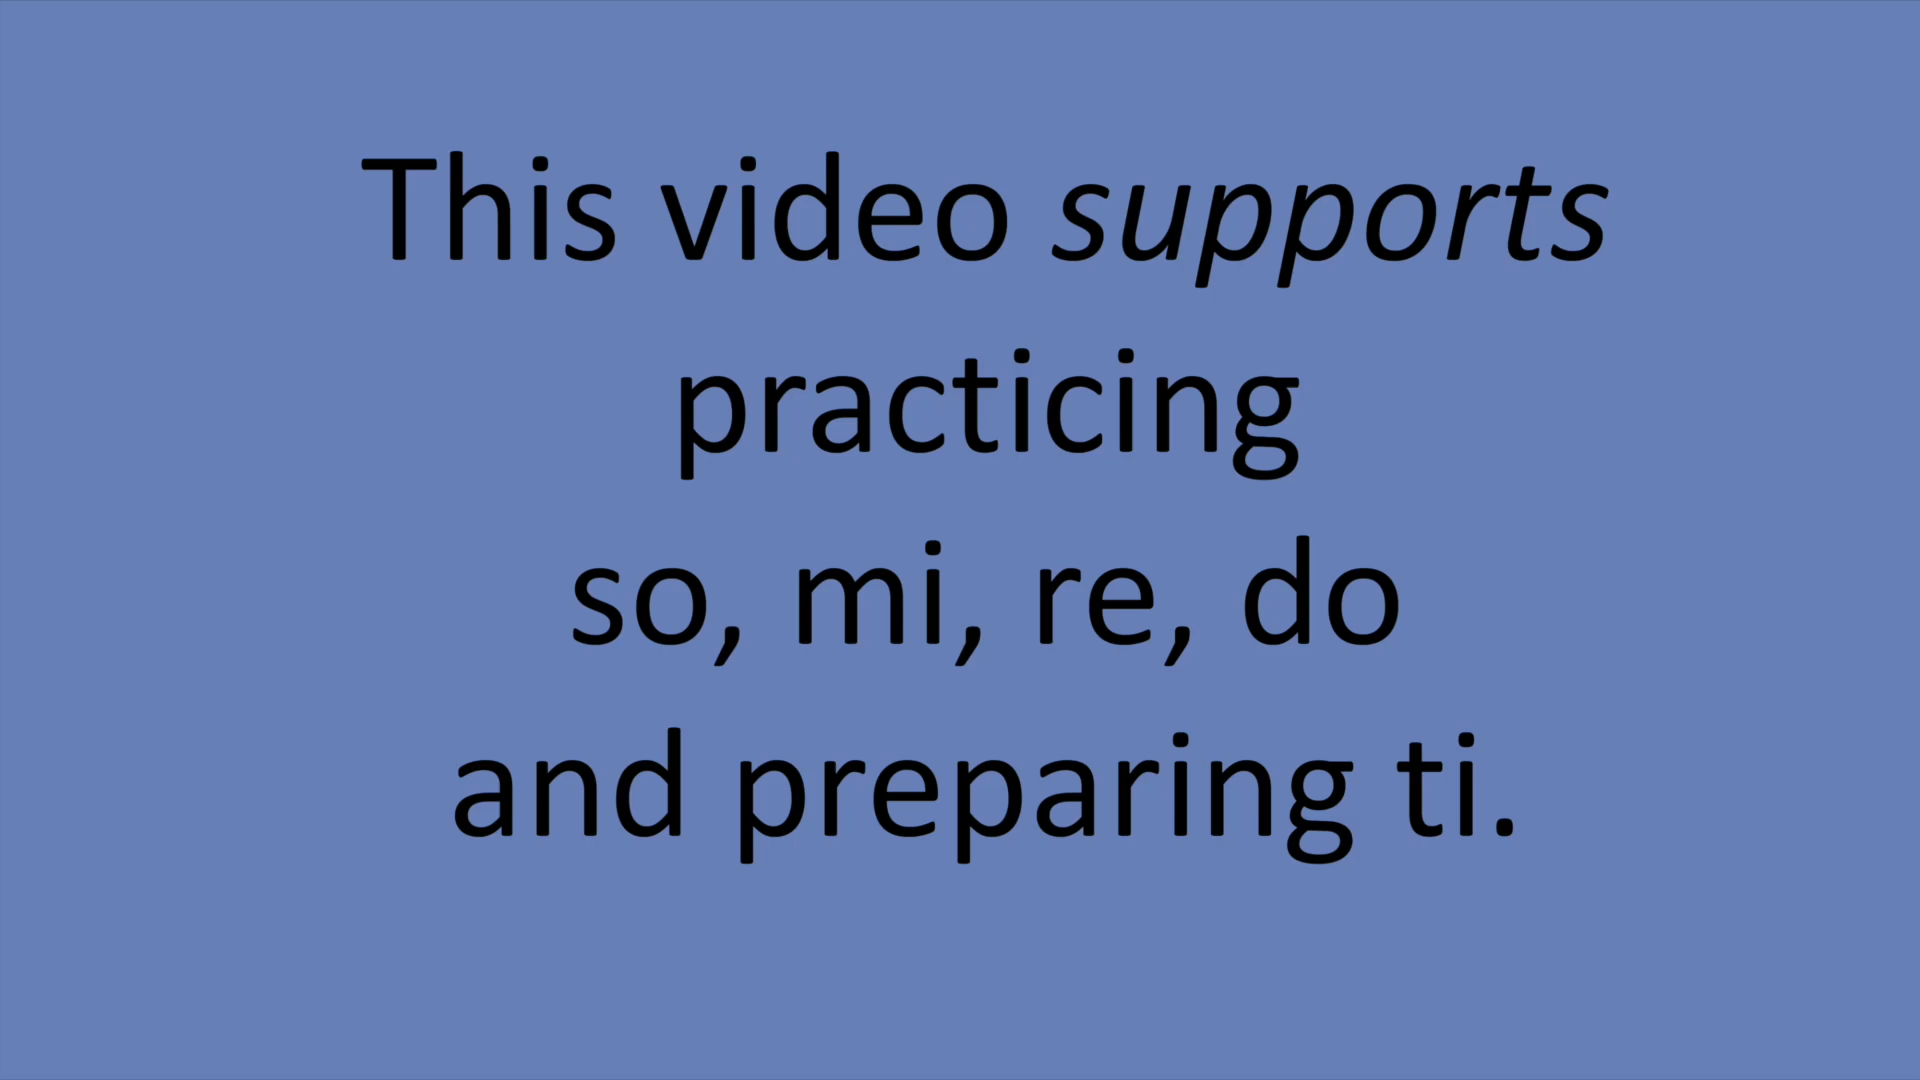 This video supports
practicing
so, mi, re, do
and preparing ti.